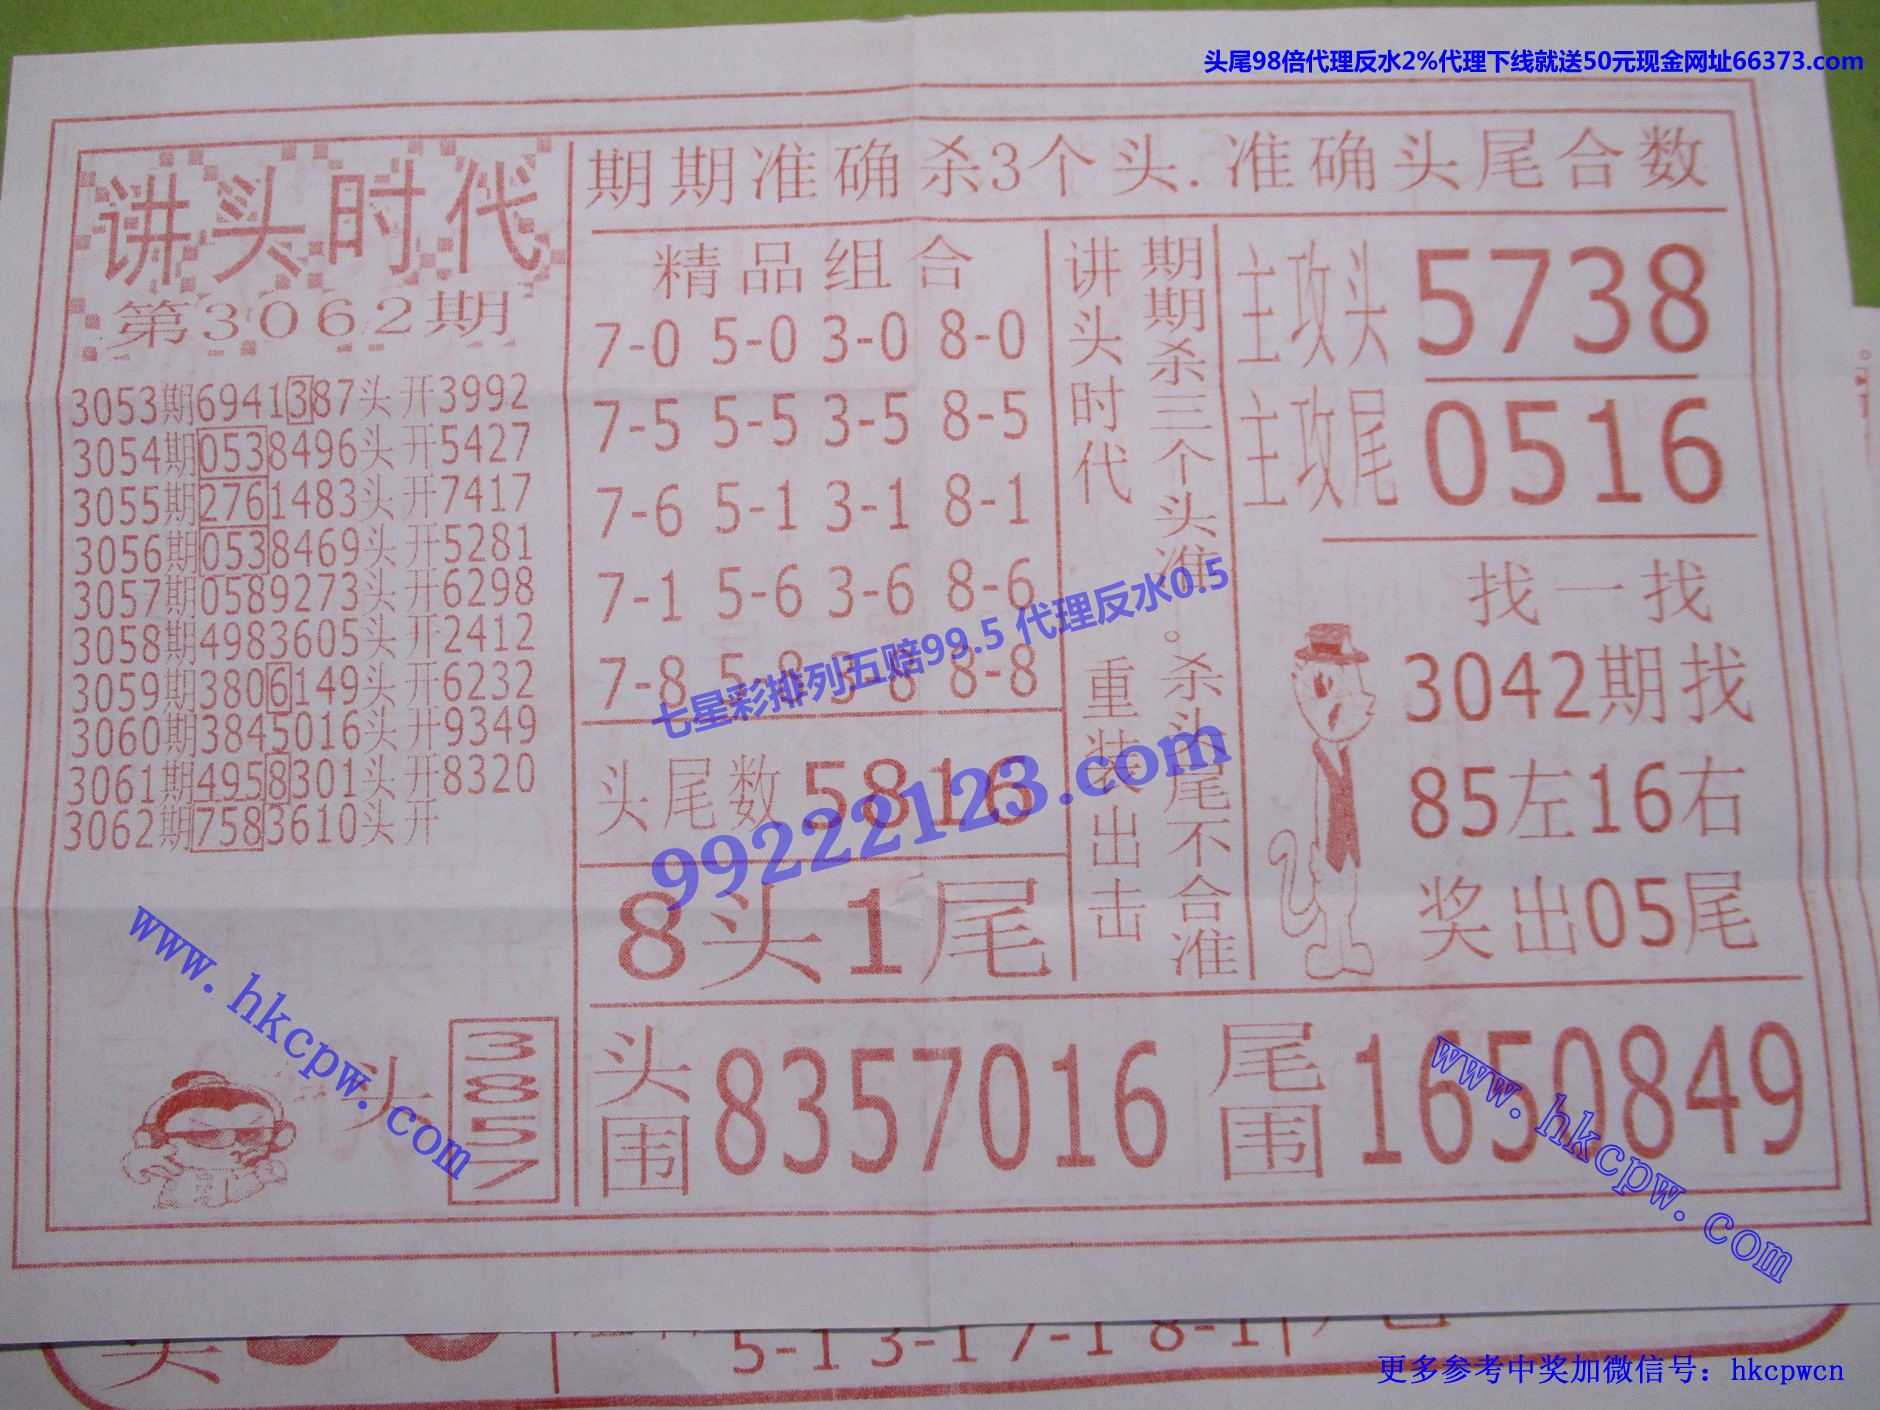 头尾98倍代理反水2%代理下线就送50元现金网址66373.com
讲头时代
第3062期
3053期6941387头开3992
3054期0538496头开5427
3055期2761483头开7417
3056期0538469头开5281
3057期0589273头开6298
3058期4983605头开2412
3059期3806149头开6232
3060期3845016头开9349
3061期4958301头开8320
3062期7583610头开
www.hkcpw.com
一头
3857
期期准确杀3个头.准确头尾合数
精品组合
7-0 5-0 3-0 8-0
7-5 5-5 3-5 8-5
7-6 5-1 3-1 8-1
7-1 5-6 3-6 8-6
7-8 5-8 3-8 8-8
七星彩排列五赔99.5 代理反水0.5
99222123.com
头尾数5816
8头1尾
讲头时代 重装出击
期期杀三个头准。杀头尾不合准
主攻头 5738
主攻尾 0516
找一找
3042期找
85左16右
奖出05尾
头围 8357016 尾围 1650849
www.hkcpw.com
头
5-1 3-1 7-1 8-1
更多参考中奖加微信号：hkcpwcn